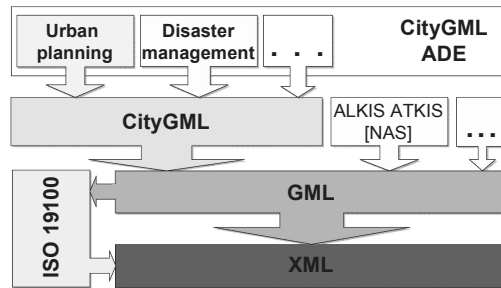 Urban planning
Disaster management
. . .
CityGML ADE
CityGML
ALKIS ATKIS [NAS]
...
ISO 19100
GML
XML